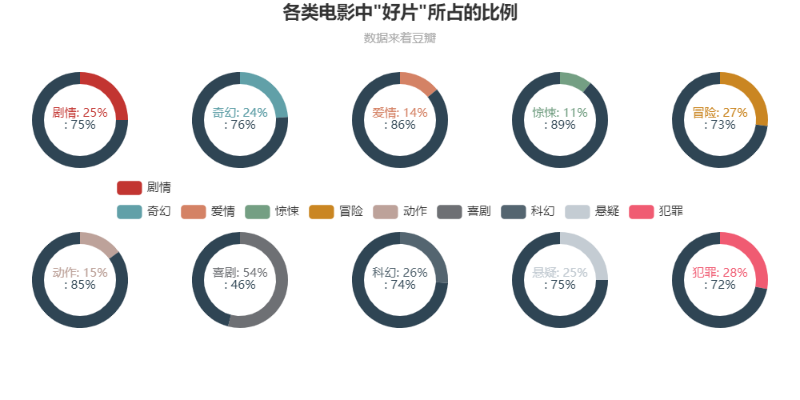 各类电影中"好片"所占的比例
数据来着豆瓣
剧情: 25%
: 75%
奇幻: 24%
: 76%
爱情: 14%
: 86%
惊悚: 11%
: 89%
冒险: 27%
: 73%
剧情
奇幻 爱情 惊悚 冒险 动作 喜剧 科幻 悬疑 犯罪
动作: 15%
: 85%
喜剧: 54%
: 46%
科幻: 26%
: 74%
悬疑: 25%
: 75%
犯罪: 28%
: 72%